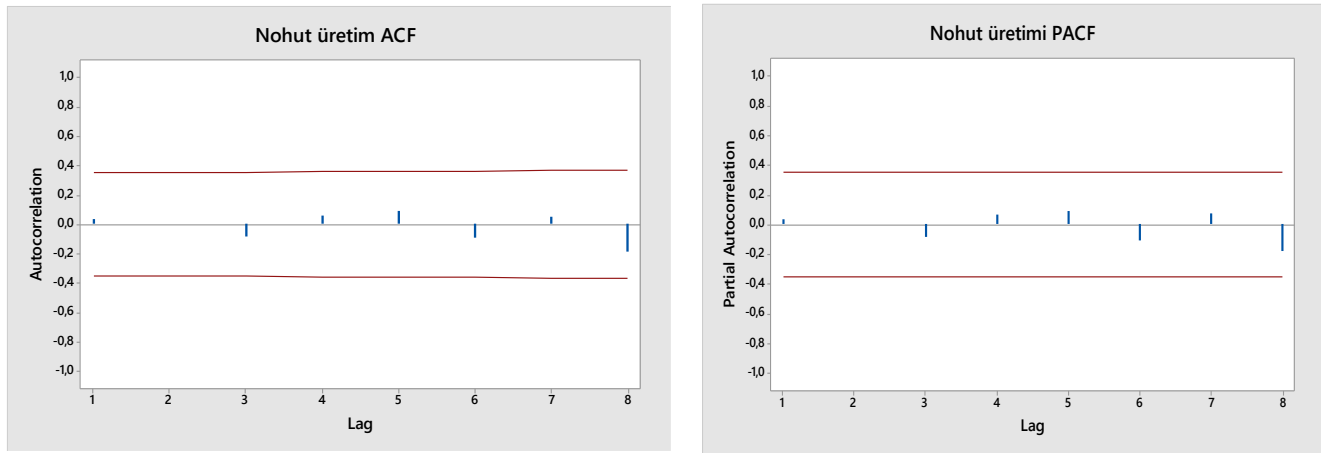 Nohut üretim ACF
1,0
0,8
0,6
0,4
0,2
0,0
-0,2
-0,4
-0,6
-0,8
-1,0
Autocorrelation
1 2 3 4 5 6 7 8
Lag
Nohut üretimi PACF
1,0
0,8
0,6
0,4
0,2
0,0
-0,2
-0,4
-0,6
-0,8
-1,0
Partial Autocorrelation
1 2 3 4 5 6 7 8
Lag